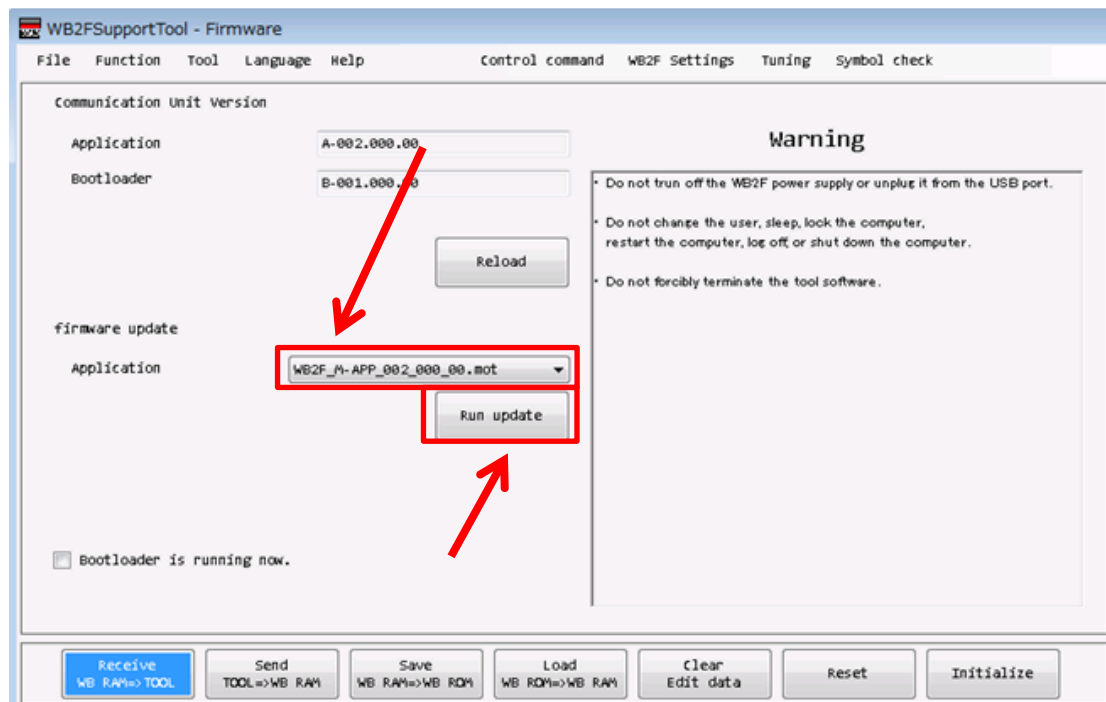 WB2FSupportTool - Firmware
File Function Tool Language Help Control command WB2F Settings Tuning Symbol check
Communication Unit Version
Application A-002.000.00
Bootloader B-001.000.00
Reload
firmware update
Application WB2F_M-APP_002_000_00.mot
Run update
Bootloader is running now.
Warning
・ Do not trun off the WB2F power supply or unplug it from the USB port.
・ Do not change the user, sleep, lock the computer,
restart the computer, log off, or shut down the computer.
・ Do not forcibly terminate the tool software.
Receive
WB RAM=>TOOL
Send
TOOL=>WB RAM
Save
WB RAM=>WB ROM
Load
WB ROM=>WB RAM
Clear
Edit data
Reset
Initialize